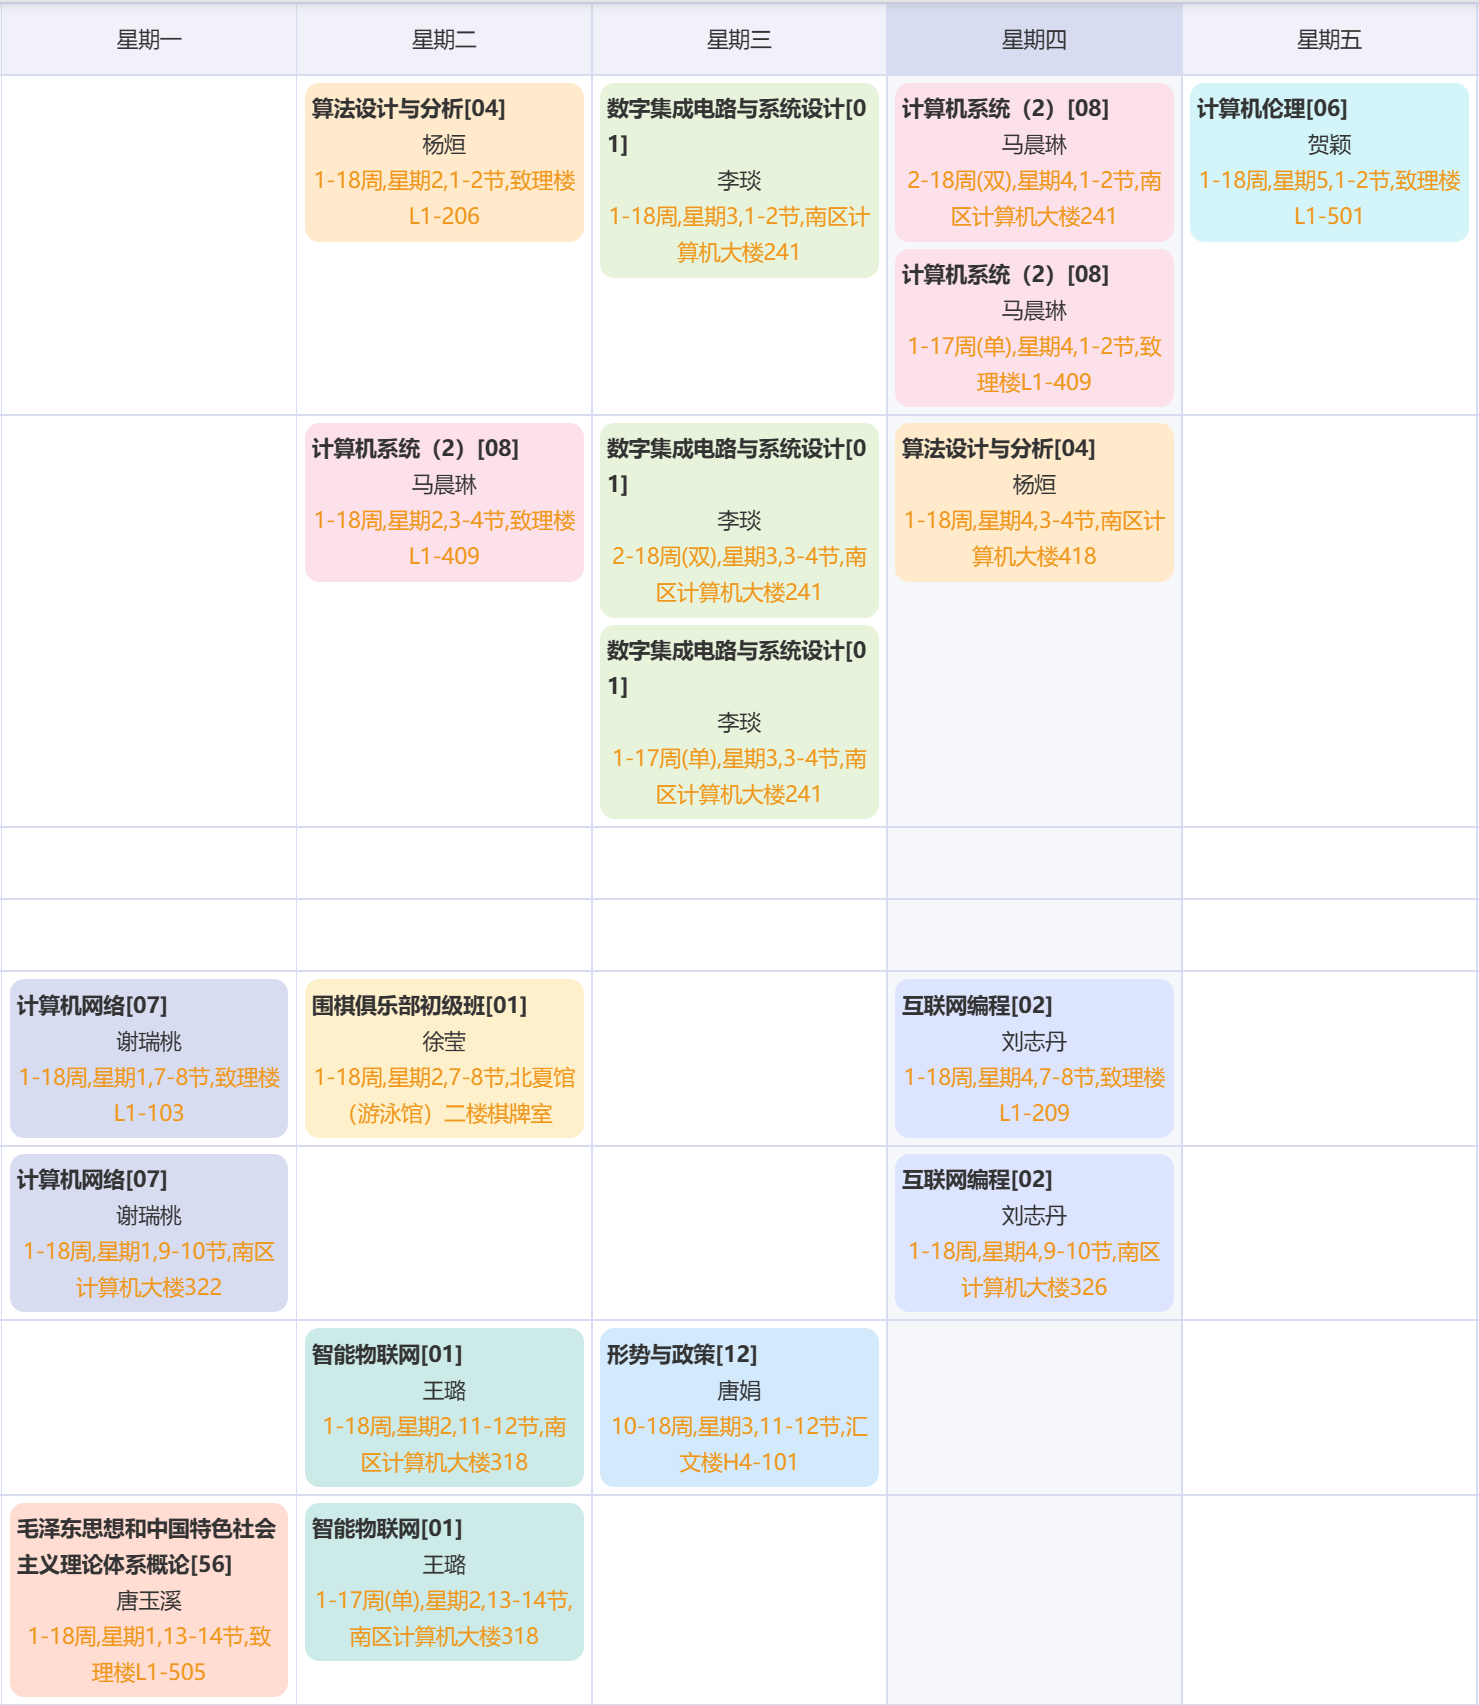 星期一
星期二
星期三
星期四
星期五
算法设计与分析[04]
杨烜
1-18周,星期2,1-2节,致理楼
L1-206
数字集成电路与系统设计[0
1]
李琰
1-18周,星期3,1-2节,南区计
算机大楼241
计算机系统（2）[08]
马晨琳
2-18周(双),星期4,1-2节,南
区计算机大楼241
计算机系统（2）[08]
马晨琳
1-17周(单),星期4,1-2节,致
理楼L1-409
计算机伦理[06]
贺颖
1-18周,星期5,1-2节,致理楼
L1-501
计算机系统（2）[08]
马晨琳
1-18周,星期2,3-4节,致理楼
L1-409
数字集成电路与系统设计[0
1]
李琰
2-18周(双),星期3,3-4节,南
区计算机大楼241
数字集成电路与系统设计[0
1]
李琰
1-17周(单),星期3,3-4节,南
区计算机大楼241
算法设计与分析[04]
杨烜
1-18周,星期4,3-4节,南区计
算机大楼418
计算机网络[07]
谢瑞桃
1-18周,星期1,7-8节,致理楼
L1-103
围棋俱乐部初级班[01]
徐莹
1-18周,星期2,7-8节,北夏馆
（游泳馆）二楼棋牌室
互联网编程[02]
刘志丹
1-18周,星期4,7-8节,致理楼
L1-209
计算机网络[07]
谢瑞桃
1-18周,星期1,9-10节,南区
计算机大楼322
互联网编程[02]
刘志丹
1-18周,星期4,9-10节,南区
计算机大楼326
智能物联网[01]
王璐
1-18周,星期2,11-12节,南
区计算机大楼318
形势与政策[12]
唐娟
10-18周,星期3,11-12节,汇
文楼H4-101
毛泽东思想和中国特色社会
主义理论体系概论[56]
唐玉溪
1-18周,星期1,13-14节,致
理楼L1-505
智能物联网[01]
王璐
1-17周(单),星期2,13-14节,
南区计算机大楼318